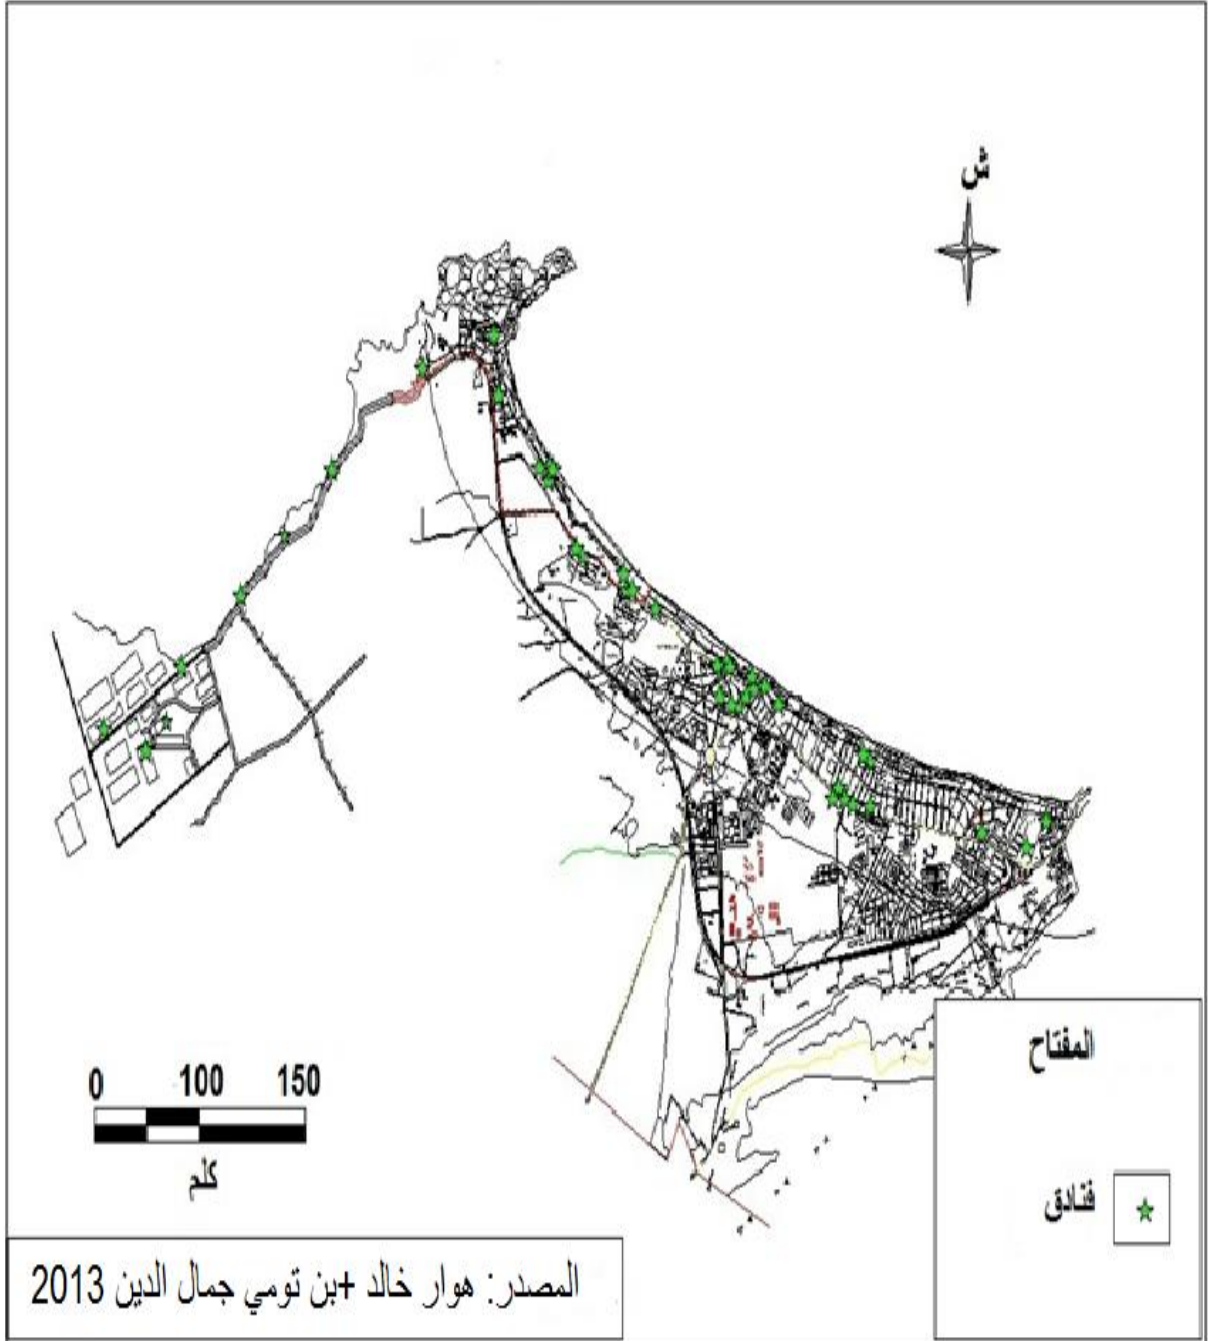 ش
0 100 150
كلم
المفتاح
فنادق
المصدر: هوار خالد +بن تومي جمال الدين 2013